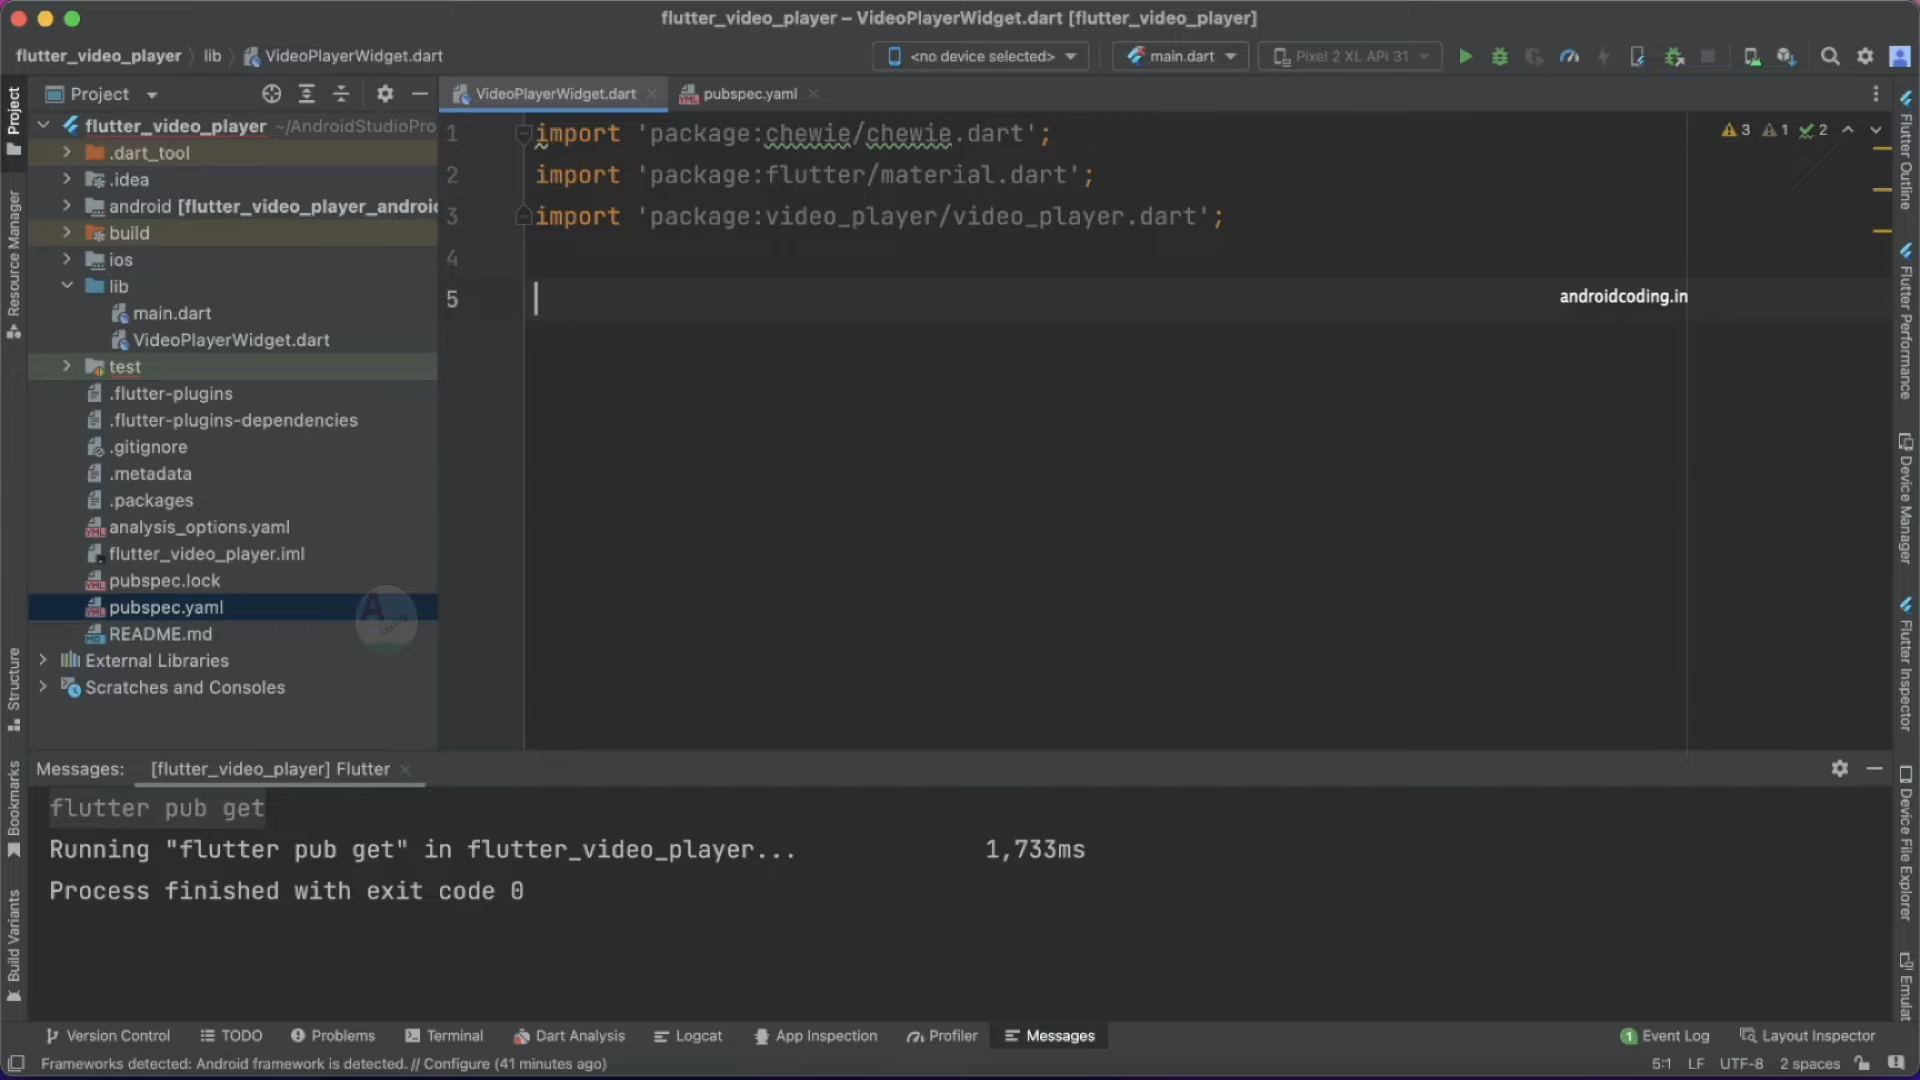 flutter_video_player – VideoPlayerWidget.dart [flutter_video_player]
flutter_video_player lib VideoPlayerWidget.dart
<no device selected> main.dart Pixel 2 XL API 31
Project
VideoPlayerWidget.dart pubspec.yaml
Project
Resource Manager
Structure
Bookmarks
Build Variants
flutter_video_player ~/AndroidStudioPro
.dart_tool
.idea
android [flutter_video_player_androi
build
ios
lib
main.dart
VideoPlayerWidget.dart
test
.flutter-plugins
.flutter-plugins-dependencies
.gitignore
.metadata
.packages
analysis_options.yaml
flutter_video_player.iml
pubspec.lock
pubspec.yaml
README.md
External Libraries
Scratches and Consoles
1 import 'package:chewie/chewie.dart';
2 import 'package:flutter/material.dart';
3 import 'package:video_player/video_player.dart';
4
5
3 1 2
androidcoding.in
Flutter Outline
Flutter Performance
Device Manager
Flutter Inspector
Device File Explorer
Emulat
Messages: [flutter_video_player] Flutter
flutter pub get
Running "flutter pub get" in flutter_video_player... 1,733ms
Process finished with exit code 0
Version Control TODO Problems Terminal Dart Analysis Logcat App Inspection Profiler Messages 1 Event Log Layout Inspector
Frameworks detected: Android framework is detected. // Configure (41 minutes ago) 5:1 LF UTF-8 2 spaces